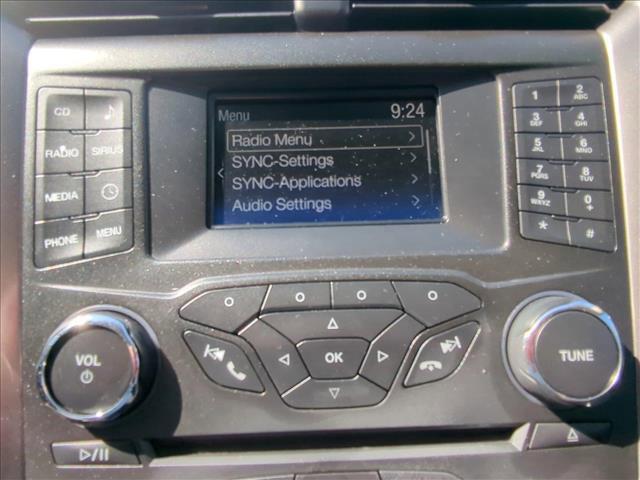 Menu 9:24
Radio Menu
SYNC-Settings
SYNC-Applications
Audio Settings
CD
RADIO SIRIUS
MEDIA
PHONE MENU
1 2 ABC
3 DEF 4 GHI
5 JKL 6 MNO
7 PQRS 8 TUV
9 WXYZ 0 +
* #
VOL
OK
TUNE